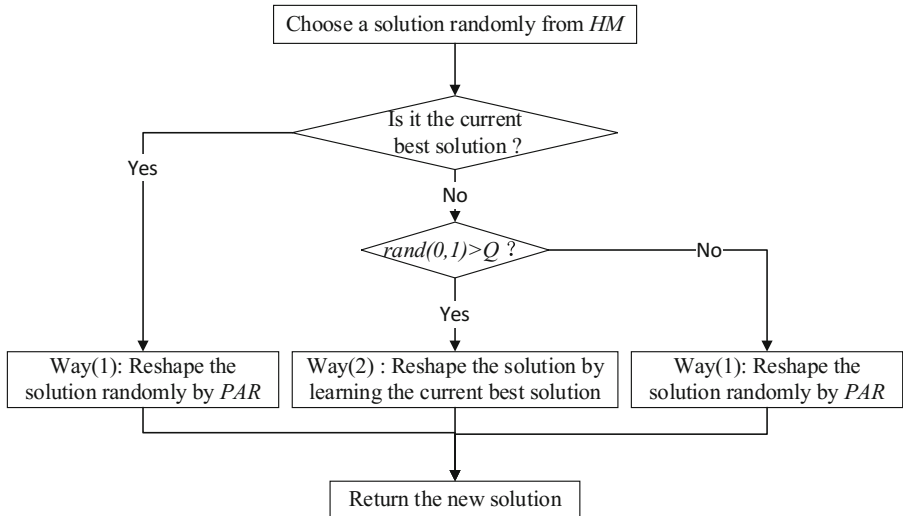 Choose a solution randomly from HM
Is it the current
best solution ?
Yes
No
rand(0,1)>Q ?
No
Yes
Way(1): Reshape the
solution randomly by PAR
Way(2) : Reshape the solution by
learning the current best solution
Way(1): Reshape the
solution randomly by PAR
Return the new solution